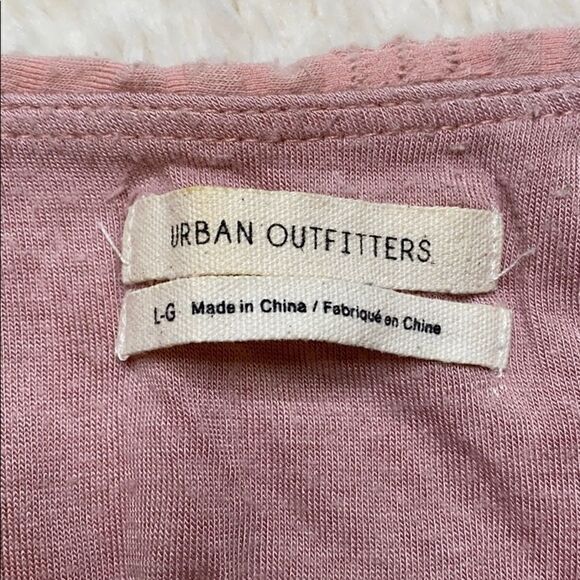 URBAN OUTFITTERS
L-G Made in China / Fabriqué en Chine